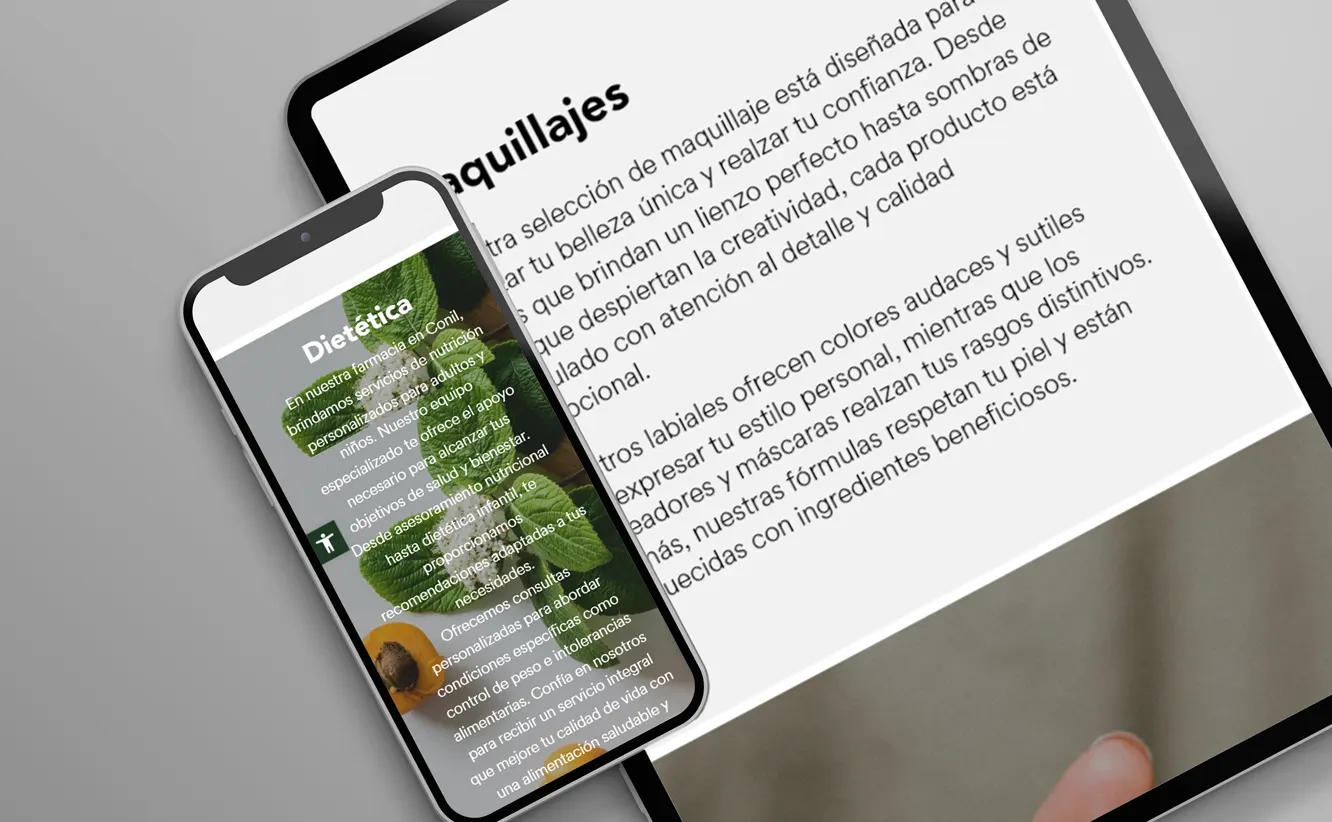 aquillajes
tra selección de maquillaje está diseñada para
ar tu belleza única y realzar tu confianza. Desde
s que brindan un lienzo perfecto hasta sombras de
que despiertan la creatividad, cada producto está
ulado con atención al detalle y calidad
pcional.
tros labiales ofrecen colores audaces y sutiles
expresar tu estilo personal, mientras que los
eadores y máscaras realzan tus rasgos distintivos.
más, nuestras fórmulas respetan tu piel y están
uecidas con ingredientes beneficiosos.
Dietética
En nuestra farmacia en Conil,
brindamos servicios de nutrición
personalizados para adultos y
niños. Nuestro equipo
especializado te ofrece el apoyo
necesario para alcanzar tus
objetivos de salud y bienestar.
Desde asesoramiento nutricional
hasta dietética infantil, te
proporcionamos
recomendaciones adaptadas a tus
necesidades.
Ofrecemos consultas
personalizadas para abordar
condiciones específicas como
control de peso e intolerancias
alimentarias. Confía en nosotros
para recibir un servicio integral
que mejore tu calidad de vida con
una alimentación saludable y